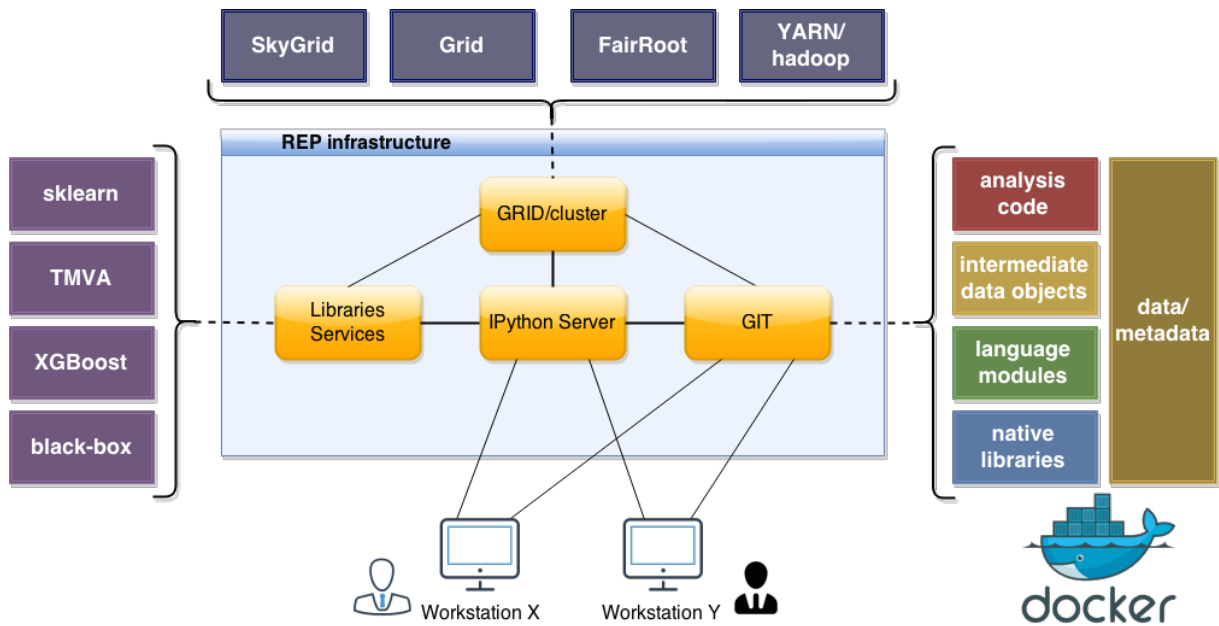 SkyGrid
Grid
FairRoot
YARN/
hadoop
REP infrastructure
sklearn
TMVA
XGBoost
black-box
GRID/cluster
Libraries
Services
IPython Server
GIT
analysis
code
intermediate
data objects
language
modules
native
libraries
data/
metadata
Workstation X
Workstation Y
docker